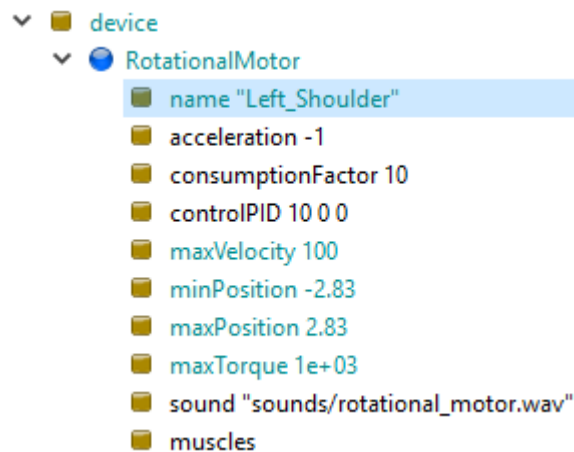 device
RotationalMotor
name "Left_Shoulder"
acceleration -1
consumptionFactor 10
controlPID 10 0 0
maxVelocity 100
minPosition -2.83
maxPosition 2.83
maxTorque 1e+03
sound "sounds/rotational_motor.wav"
muscles